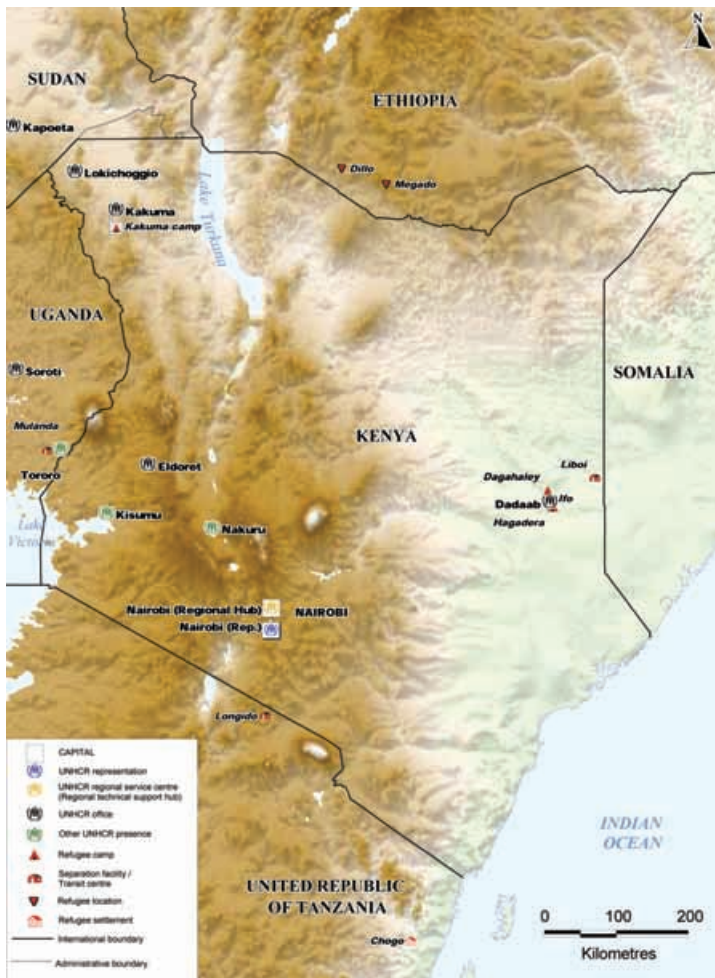 N
SUDAN
ETHIOPIA
Kapoeta
Lokichoggio
Dillo
Megado
Kakuma
Kakuma camp
Lake Turkana
UGANDA
SOMALIA
Soroti
KENYA
Mulanda
Eldoret
Liboi
Dagahaley
Tororo
Ifo
Dadaab
Kisumu
Hagadera
Lake
Victoria
Nakuru
Nairobi (Regional Hub)
NAIROBI
Nairobi (Rep.)
Longido
CAPITAL
UNHCR representation
UNHCR regional service centre
(Regional technical support hub)
UNHCR office
Other UNHCR presence
Refugee camp
Separation facility /
Transit centre
Refugee location
Refugee settlement
International boundary
Administrative boundary
INDIAN
OCEAN
UNITED REPUBLIC
OF TANZANIA
Chogo
0 100 200
Kilometres